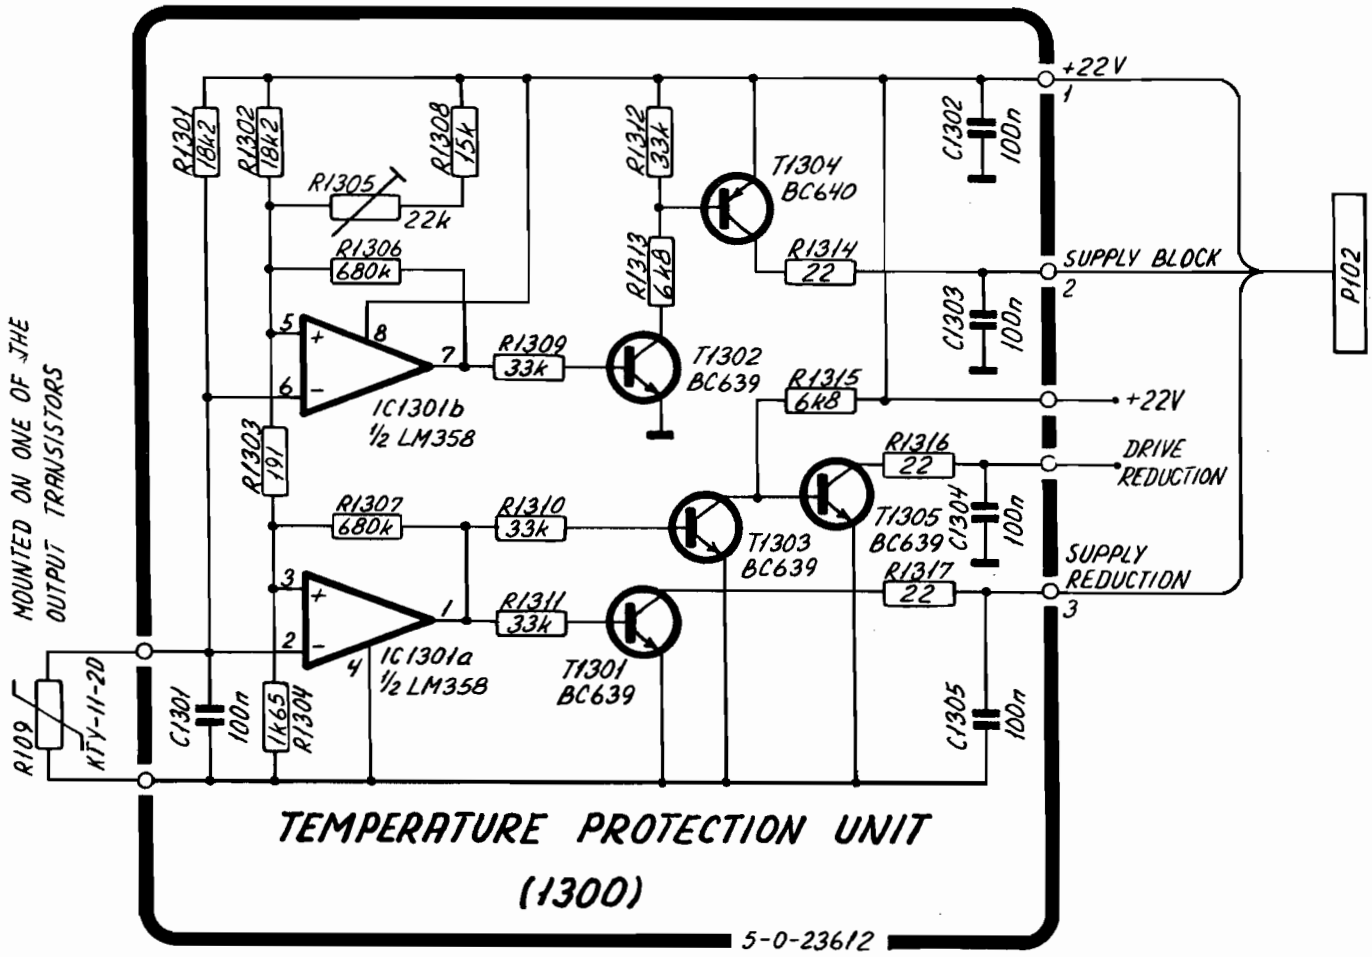 +22V
1
R1301
18k2
R1302
18k2
R1308
15k
R1312
33k
C1302
100n
T1304
BC640
R1305
22k
R1306
680k
R1313
6k8
R1314
22
SUPPLY BLOCK
2
P102
C1303
100n
MOUNTED ON ONE OF THE
OUTPUT TRANSISTORS
5
+
8
7
6
-
R1309
33k
T1302
BC639
IC1301b
1/2 LM358
R1315
6k8
+22V
R1303
191
R1316
22
DRIVE
REDUCTION
R1307
680k
R1310
33k
T1305
BC639
C1304
100n
T1303
BC639
SUPPLY
REDUCTION
3
R1317
22
3
+
1
2
-
4
R1311
33k
IC1301a
1/2 LM358
T1301
BC639
R109
KTY-11-2D
C1301
100n
1k65
R1304
C1305
100n
TEMPERATURE PROTECTION UNIT
(1300)
5-0-23612